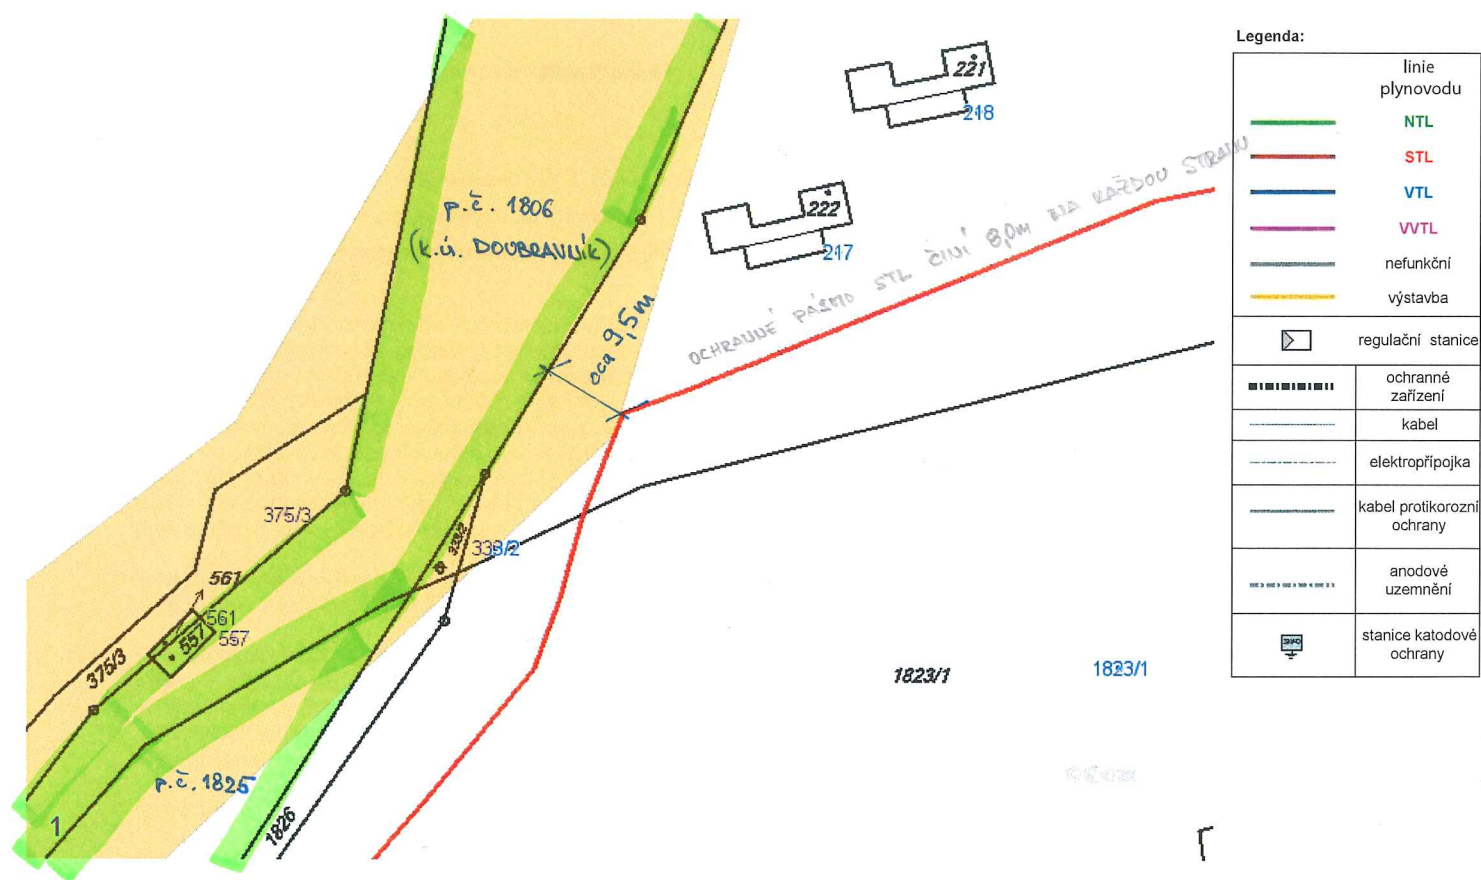 Legenda:
linie
plynovodu
NTL
STL
VTL
VVTL
nefunkční
výstavba
regulační stanice
ochranné
zařízení
kabel
elektropřípojka
kabel protikorozní
ochrany
anodové
uzemnění
stanice katodové
ochrany
221
218
222
217
p.č. 1806
(k.ú. DOUBRAVNÍK)
cca 9,5m
OCHRANNÉ PÁSMO STL ČINÍ 8,0m NA KAŽDOU STRANU
375/3
333/2
333/2
561
561
557
557
375/3
1823/1
1823/1
p.č. 1825
1826
1